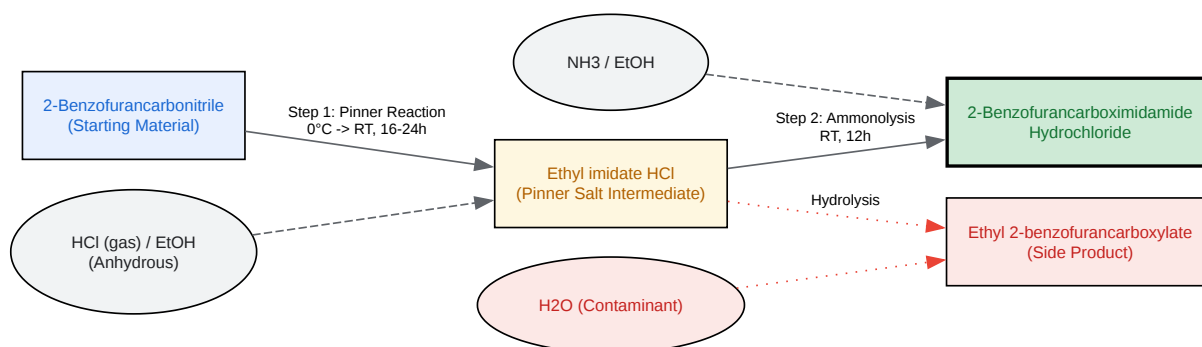 NH3 / EtOH
2-Benzofurancarbonitrile
(Starting Material)
Step 1: Pinner Reaction
0°C -> RT, 16-24h
Step 2: Ammonolysis
RT, 12h
2-Benzofurancarboximidamide
Hydrochloride
Ethyl imidate HCl
(Pinner Salt Intermediate)
HCl (gas) / EtOH
(Anhydrous)
Hydrolysis
Ethyl 2-benzofurancarboxylate
(Side Product)
H2O (Contaminant)